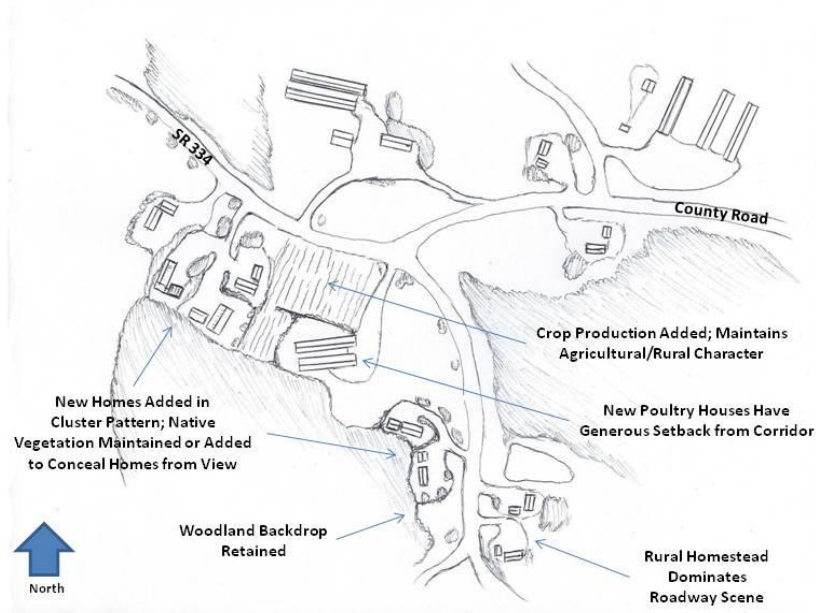 SR 334
County Road
Crop Production Added; Maintains
Agricultural/Rural Character
New Homes Added in
Cluster Pattern; Native
Vegetation Maintained or Added
to Conceal Homes from View
New Poultry Houses Have
Generous Setback from Corridor
Woodland Backdrop
Retained
Rural Homestead
Dominates
Roadway Scene
North